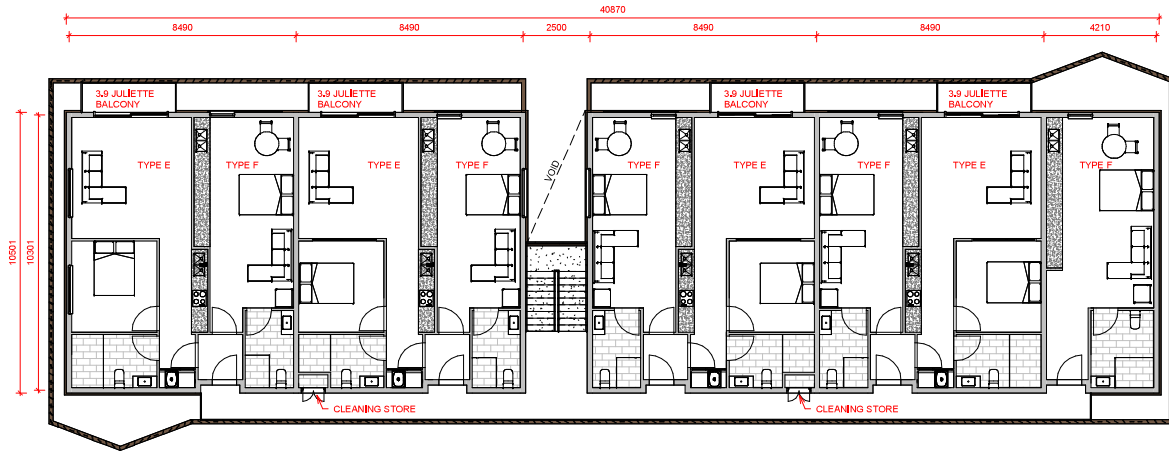 40870
8490
8490
2500
8490
8490
4210
3.9 JULIETTE
BALCONY
3.9 JULIETTE
BALCONY
3.9 JULIETTE
BALCONY
3.9 JULIETTE
BALCONY
TYPE E
TYPE F
TYPE E
TYPE F
VOID
TYPE F
TYPE E
TYPE F
TYPE E
TYPE F
10501
10301
CLEANING STORE
CLEANING STORE